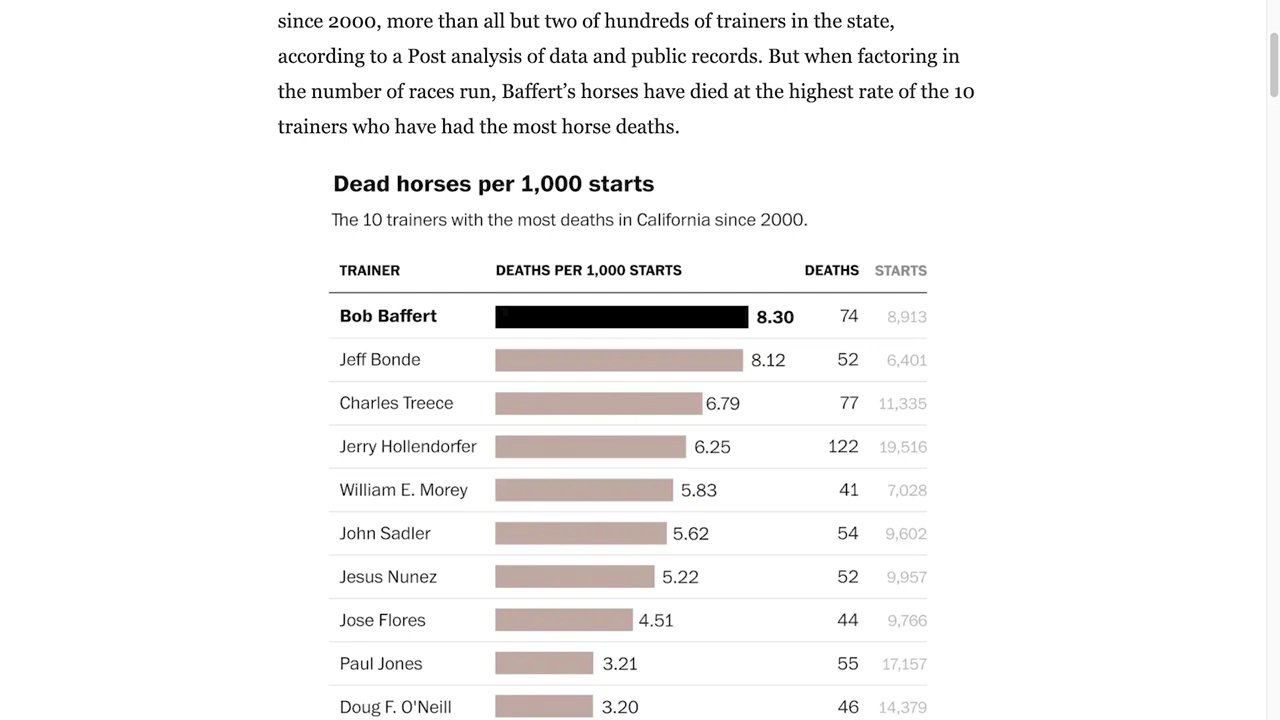 since 2000, more than all but two of hundreds of trainers in the state,
according to a Post analysis of data and public records. But when factoring in
the number of races run, Baffert’s horses have died at the highest rate of the 10
trainers who have had the most horse deaths.
Dead horses per 1,000 starts
The 10 trainers with the most deaths in California since 2000.
TRAINER DEATHS PER 1,000 STARTS DEATHS STARTS
Bob Baffert 8.30 74 8,913
Jeff Bonde 8.12 52 6,401
Charles Treece 6.79 77 11,335
Jerry Hollendorfer 6.25 122 19,516
William E. Morey 5.83 41 7,028
John Sadler 5.62 54 9,602
Jesus Nunez 5.22 52 9,957
Jose Flores 4.51 44 9,766
Paul Jones 3.21 55 17,157
Doug F. O'Neill 3.20 46 14,379